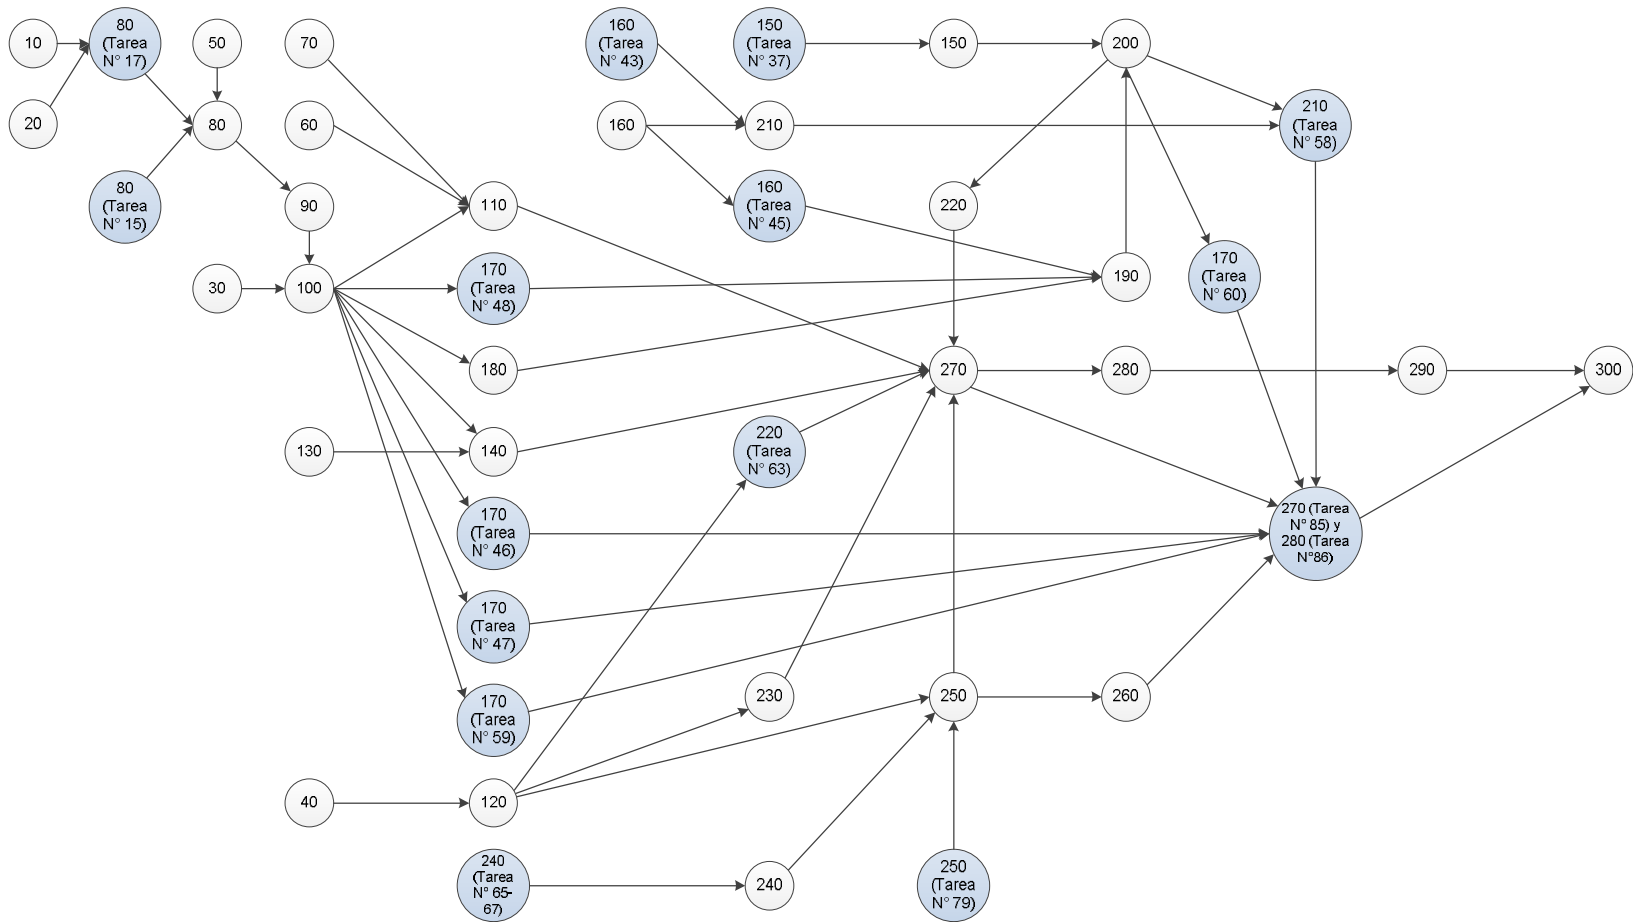 10
80
(Tarea
N° 17)
50
70
160
(Tarea
N° 43)
150
(Tarea
N° 37)
150
200
20
80
60
160
210
210
(Tarea
N° 58)
80
(Tarea
N° 15)
90
110
160
(Tarea
N° 45)
220
30
100
170
(Tarea
N° 48)
190
170
(Tarea
N° 60)
180
270
280
290
300
130
140
220
(Tarea
N° 63)
170
(Tarea
N° 46)
270 (Tarea
N° 85) y
280 (Tarea
N°86)
170
(Tarea
N° 47)
170
(Tarea
N° 59)
230
250
260
40
120
240
(Tarea
N° 65-
67)
240
250
(Tarea
N° 79)